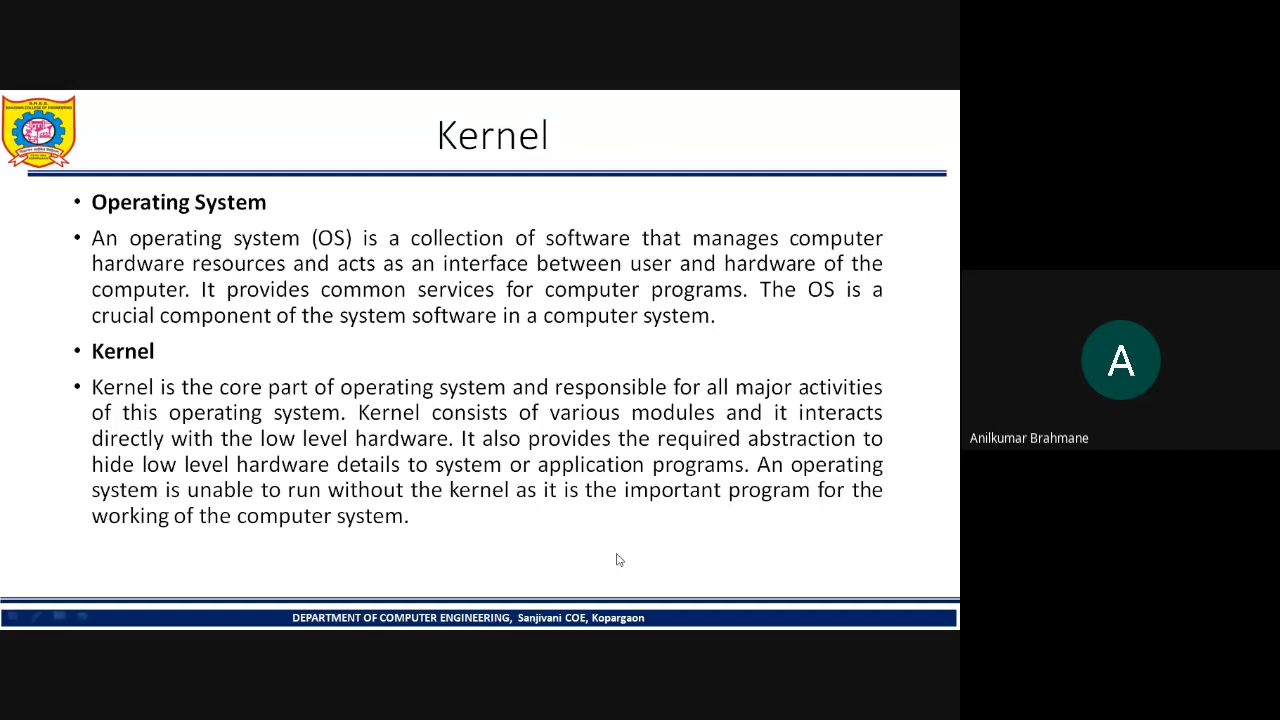 Kernel
• Operating System
• An operating system (OS) is a collection of software that manages computer
hardware resources and acts as an interface between user and hardware of the
computer. It provides common services for computer programs. The OS is a
crucial component of the system software in a computer system.
• Kernel
• Kernel is the core part of operating system and responsible for all major activities
of this operating system. Kernel consists of various modules and it interacts
directly with the low level hardware. It also provides the required abstraction to
hide low level hardware details to system or application programs. An operating
system is unable to run without the kernel as it is the important program for the
working of the computer system.
DEPARTMENT OF COMPUTER ENGINEERING, Sanjivani COE, Kopargaon
A
Anilkumar Brahmane